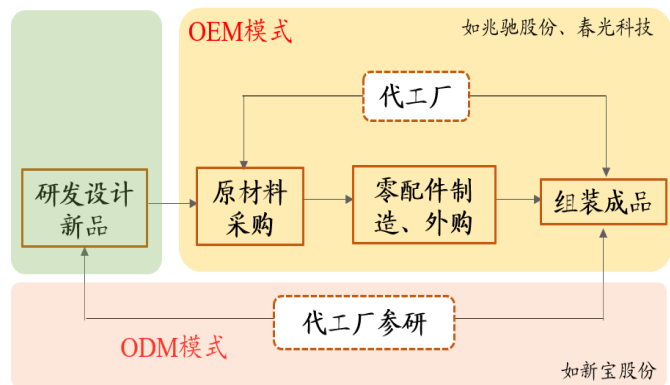 OEM模式
如兆驰股份、春光科技
代工厂
研发设计
新品
原材料
采购
零配件制
造、外购
组装成品
代工厂参研
ODM模式
如新宝股份